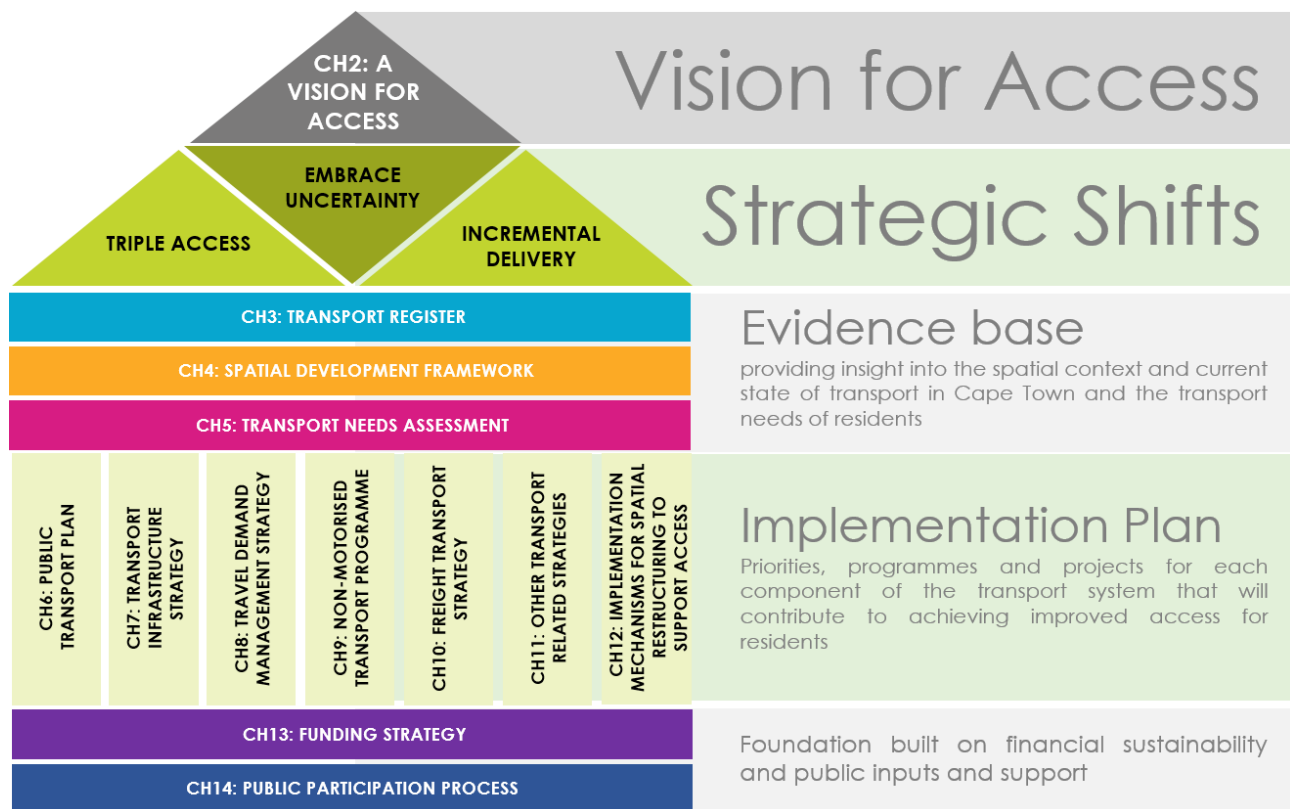 CH2: A
VISION FOR
ACCESS
Vision for Access
EMBRACE
UNCERTAINTY
TRIPLE ACCESS
INCREMENTAL
DELIVERY
Strategic Shifts
CH3: TRANSPORT REGISTER
CH4: SPATIAL DEVELOPMENT FRAMEWORK
CH5: TRANSPORT NEEDS ASSESSMENT
Evidence base
providing insight into the spatial context and current
state of transport in Cape Town and the transport
needs of residents
CH6: PUBLIC
TRANSPORT PLAN
CH7: TRANSPORT
INFRASTRUCTURE
STRATEGY
CH8: TRAVEL DEMAND
MANAGEMENT STRATEGY
CH9: NON-MOTORISED
TRANSPORT PROGRAMME
CH10: FREIGHT TRANSPORT
STRATEGY
CH11: OTHER TRANSPORT
RELATED STRATEGIES
CH12: IMPLEMENTATION
MECHANISMS FOR SPATIAL
RESTRUCTURING TO
SUPPORT ACCESS
Implementation Plan
Priorities, programmes and projects for each
component of the transport system that will
contribute to achieving improved access for
residents
CH13: FUNDING STRATEGY
CH14: PUBLIC PARTICIPATION PROCESS
Foundation built on financial sustainability
and public inputs and support